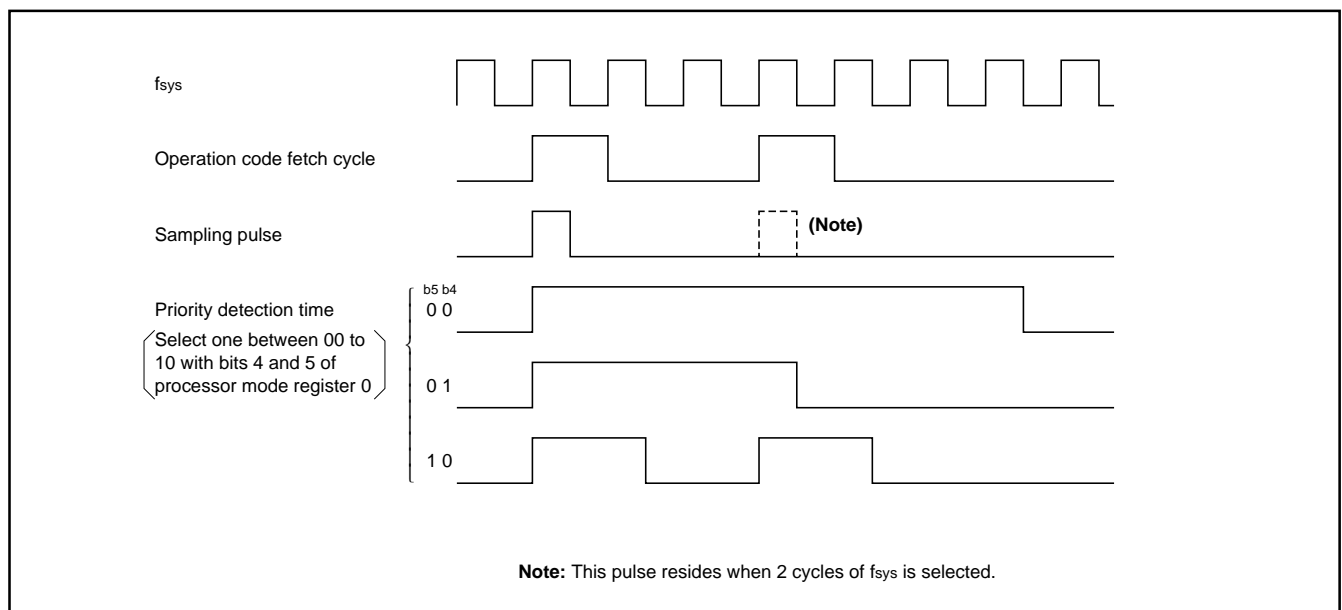 fsys
Operation code fetch cycle
Sampling pulse
(Note)
Priority detection time
Select one between 00 to
10 with bits 4 and 5 of
processor mode register 0
b5 b4
0 0
0 1
1 0
Note: This pulse resides when 2 cycles of fsys is selected.